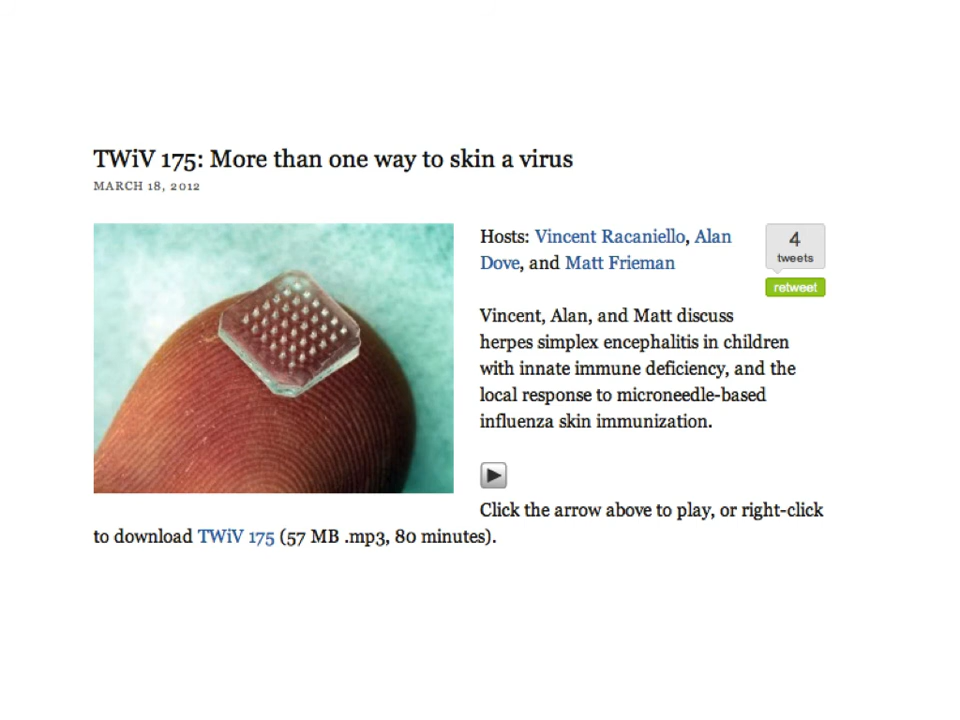 TWiV 175: More than one way to skin a virus
MARCH 18, 2012
Hosts: Vincent Racaniello, Alan
Dove, and Matt Frieman
4
tweets
retweet
Vincent, Alan, and Matt discuss
herpes simplex encephalitis in children
with innate immune deficiency, and the
local response to microneedle-based
influenza skin immunization.
Click the arrow above to play, or right-click
to download TWiV 175 (57 MB .mp3, 80 minutes).